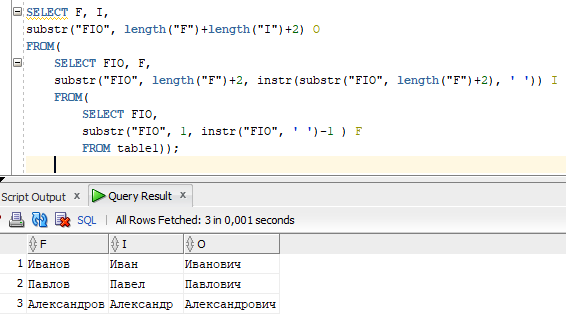 SELECT F, I,
substr("FIO", length("F")+length("I")+2) O
FROM(
SELECT FIO, F,
substr("FIO", length("F")+2, instr(substr("FIO", length("F")+2), ' ')) I
FROM(
SELECT FIO,
substr("FIO", 1, instr("FIO", ' ')-1 ) F
FROM table1));
Script Output x Query Result x
SQL | All Rows Fetched: 3 in 0,001 seconds
F I O
1 Иванов Иван Иванович
2 Павлов Павел Павлович
3 Александров Александр Александрович